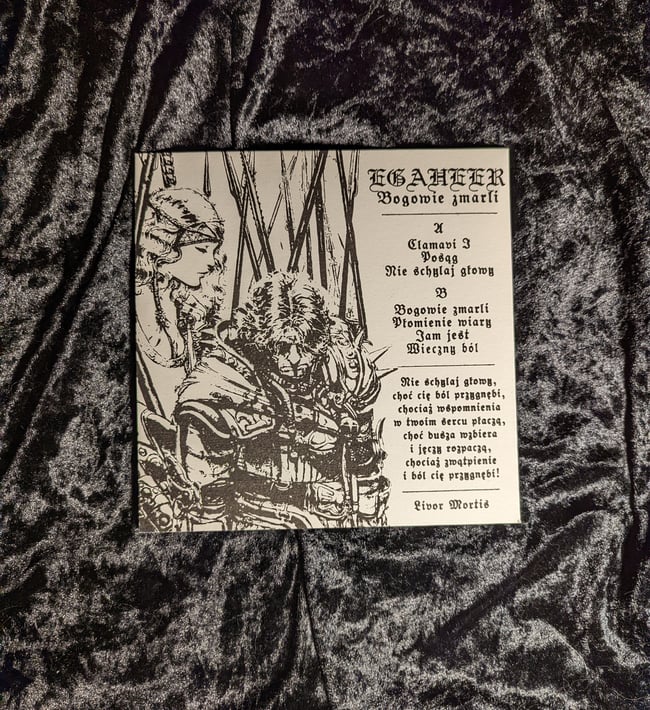 EGAHEER
Bogowie zmarli
A
Clamavi I
Posąg
Nie schylaj głowy
B
Bogowie zmarli
Płomienie wiary
Jam jest
Wieczny ból
Nie schylaj głowy,
choć cię ból przygnębi,
chociaż wspomnienia
w twoim sercu płaczą,
choć dusza wzbiera
i jęczy rozpaczą,
chociaż zwątpienie
i ból cię przygnębi!
Livor Mortis